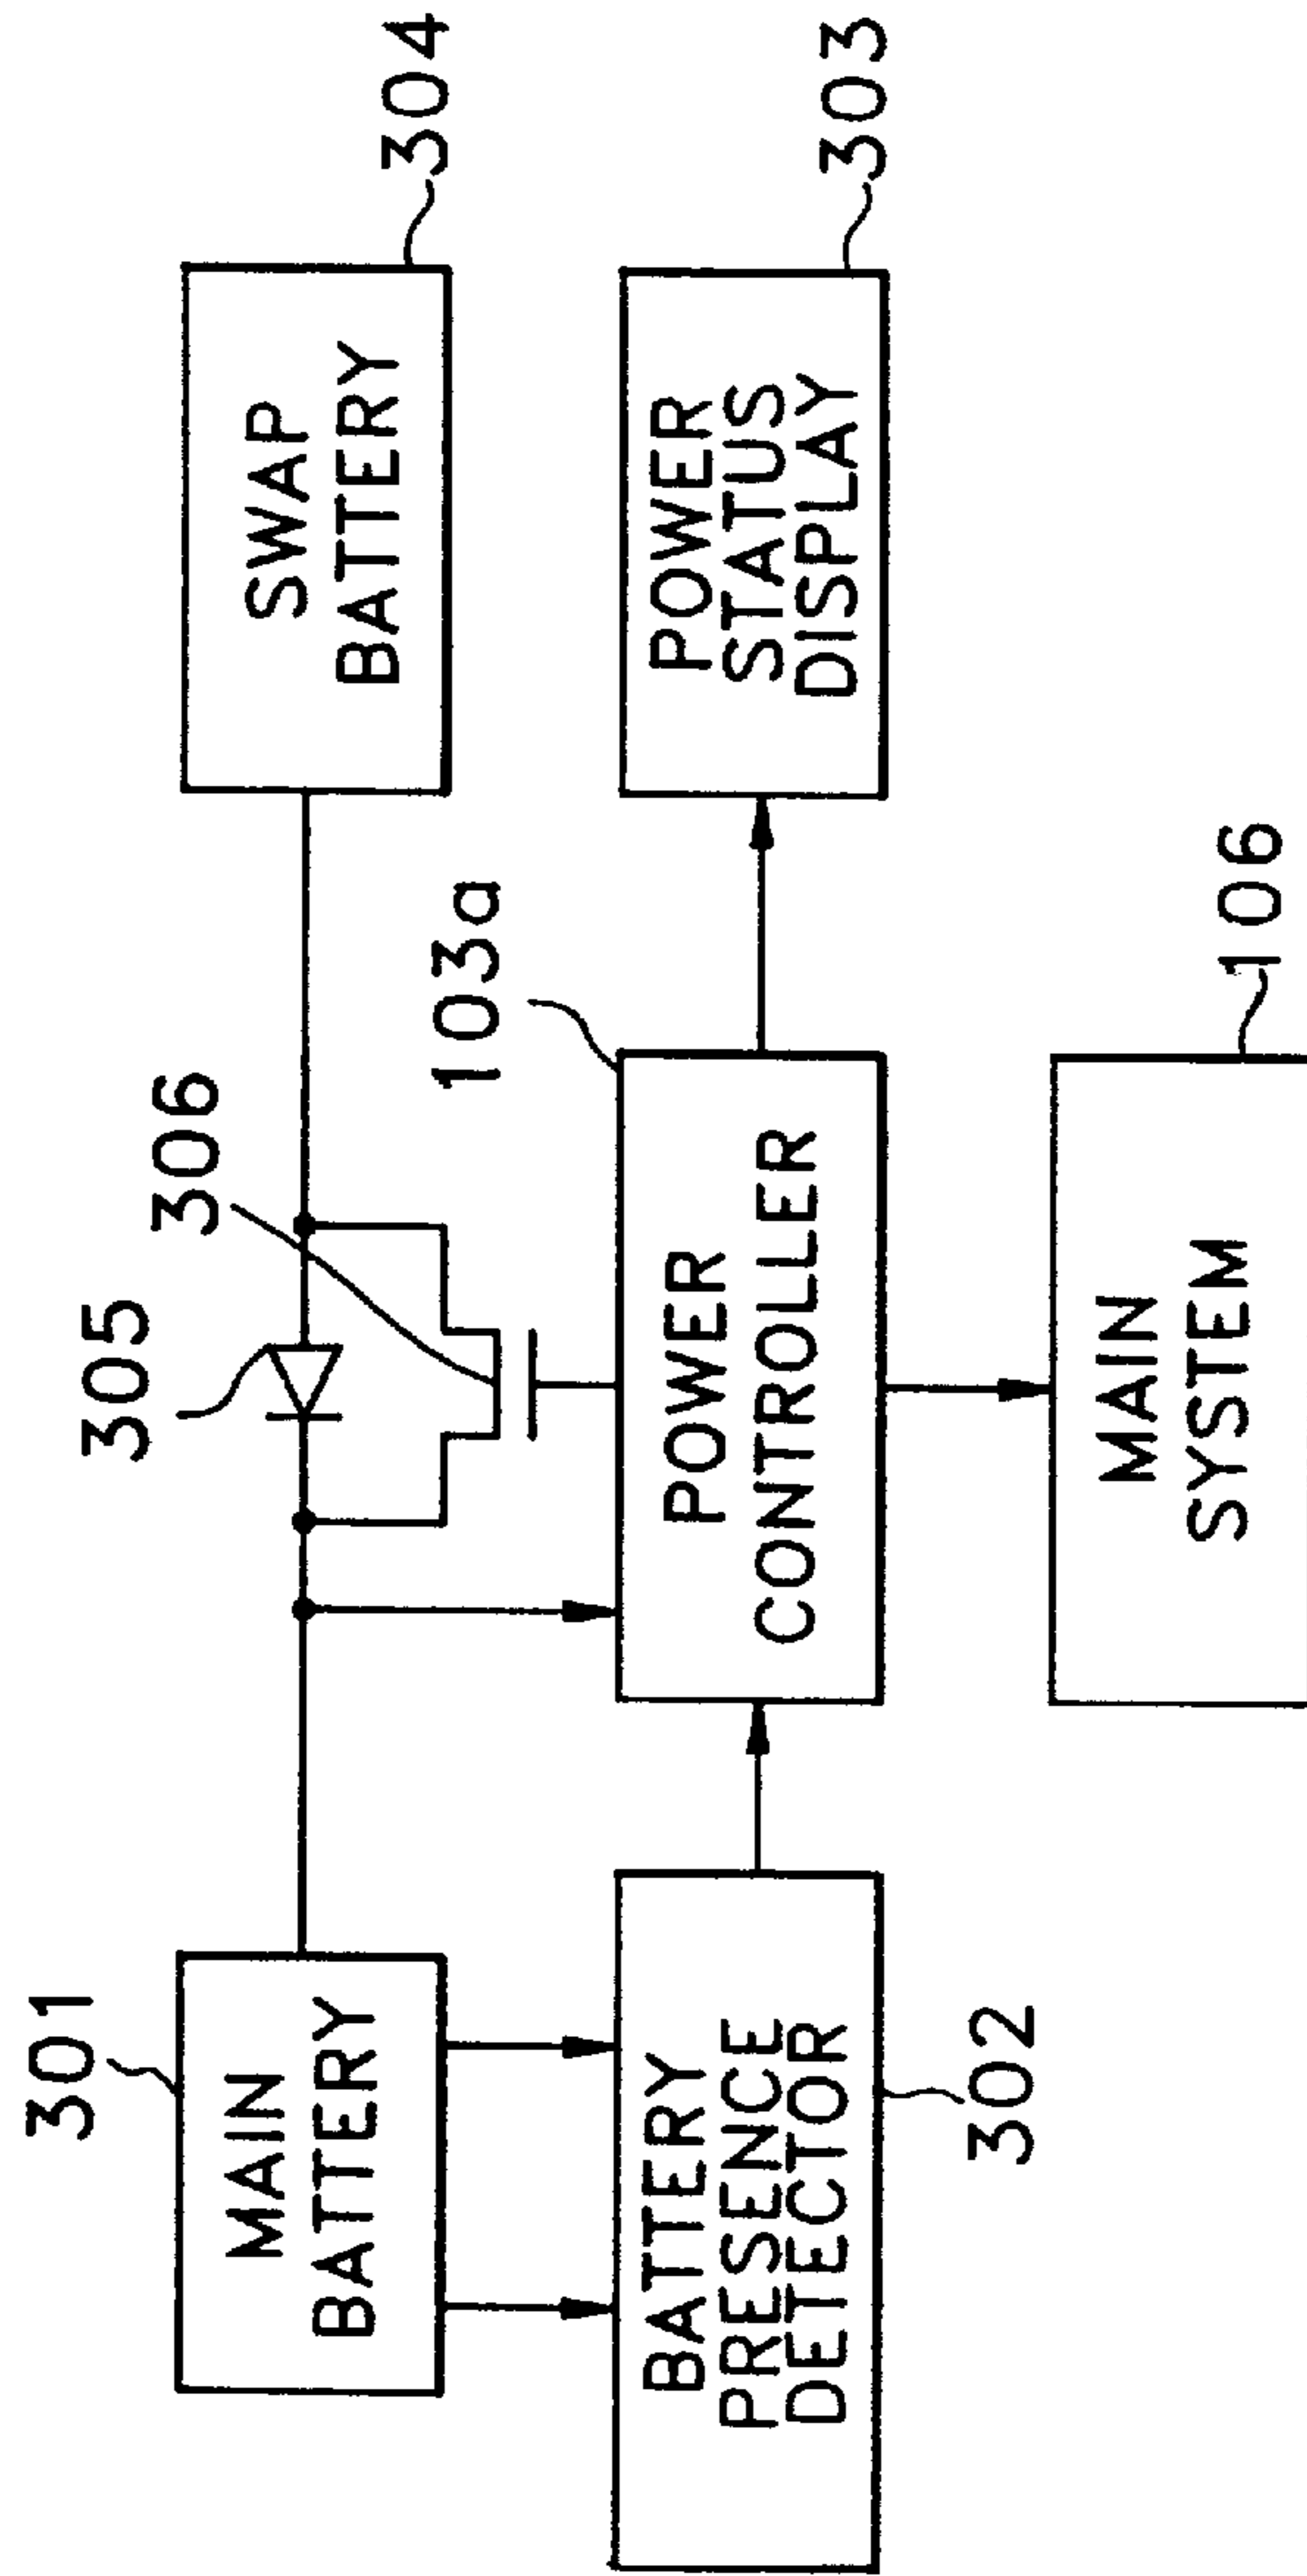 301
MAIN
BATTERY
305
306
SWAP
BATTERY
304
103a
BATTERY
PRESENCE
DETECTOR
302
POWER
CONTROLLER
POWER
STATUS
DISPLAY
303
MAIN
SYSTEM
106